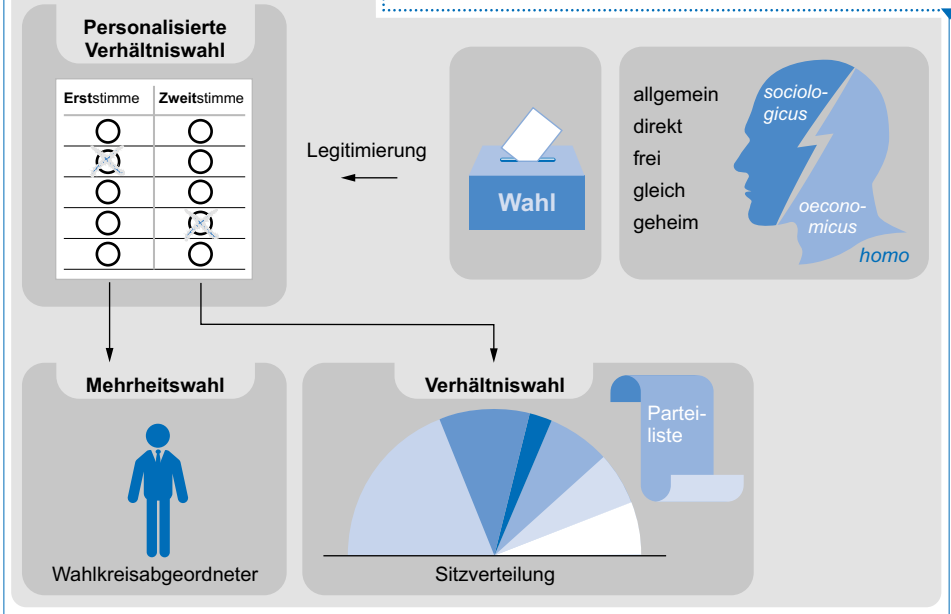 Personalisierte
Verhältniswahl
Erststimme Zweitstimme
Legitimierung
Wahl
allgemein
direkt
frei
gleich
geheim
sociolo-
gicus
oecono-
micus
homo
Mehrheitswahl
Wahlkreisabgeordneter
Verhältniswahl
Partei-
liste
Sitzverteilung